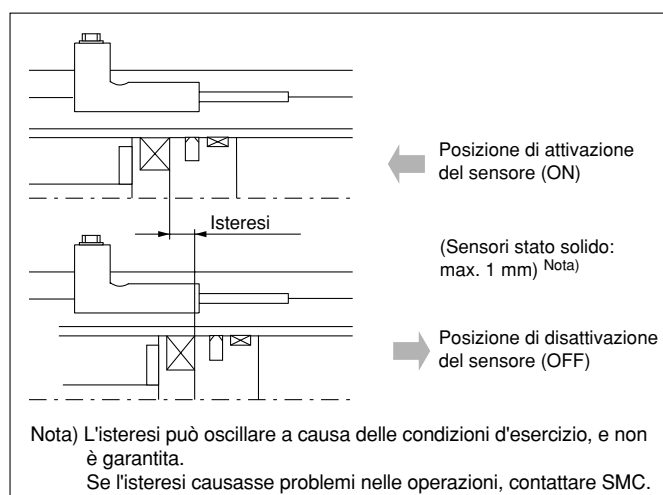 Posizione di attivazione
del sensore (ON)
Isteresi
(Sensori stato solido:
max. 1 mm) Nota)
Posizione di disattivazione
del sensore (OFF)
Nota) L'isteresi può oscillare a causa delle condizioni d'esercizio, e non
è garantita.
Se l'isteresi causasse problemi nelle operazioni, contattare SMC.